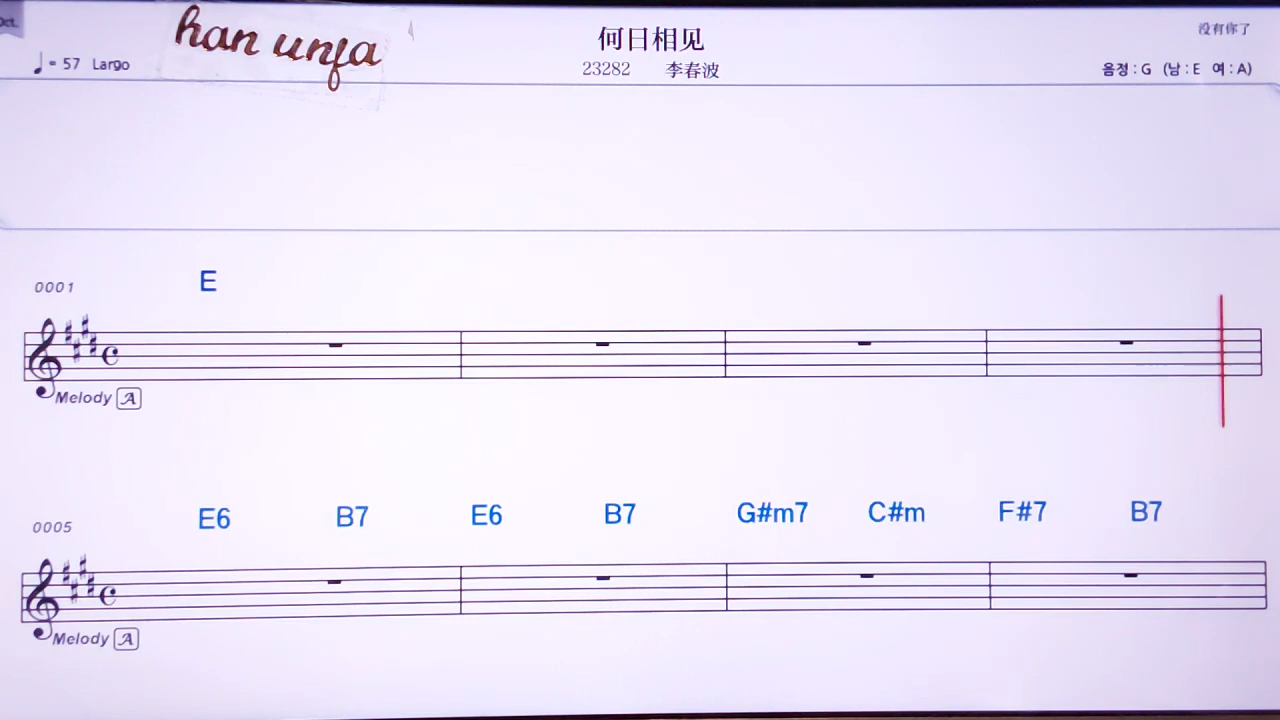 han unfa
何日相见
没有你了
= 57 Largo
23282 李春波
음정 : G (남 : E 여 : A)
0001 E
Melody A
0005 E6 B7 E6 B7 G#m7 C#m F#7 B7
Melody A